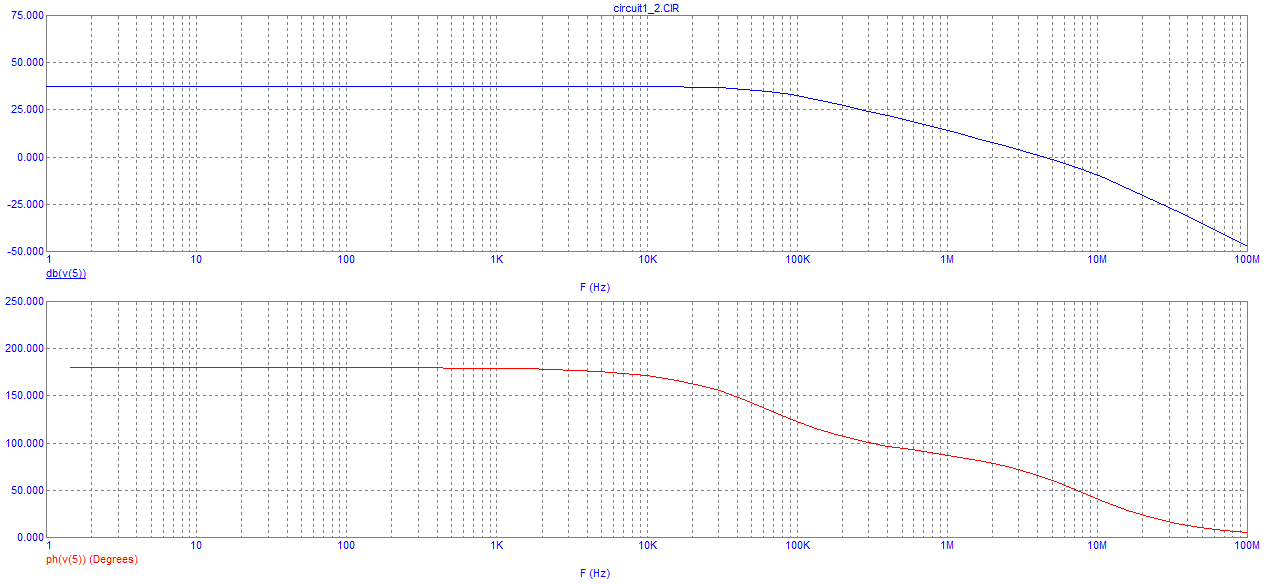 circuit1_2.CIR
75.000
50.000
25.000
0.000
-25.000
-50.000
1 10 100 1K 10K 100K 1M 10M 100M
db(v(5))
F (Hz)
250.000
200.000
150.000
100.000
50.000
0.000
1 10 100 1K 10K 100K 1M 10M 100M
ph(v(5)) (Degrees)
F (Hz)